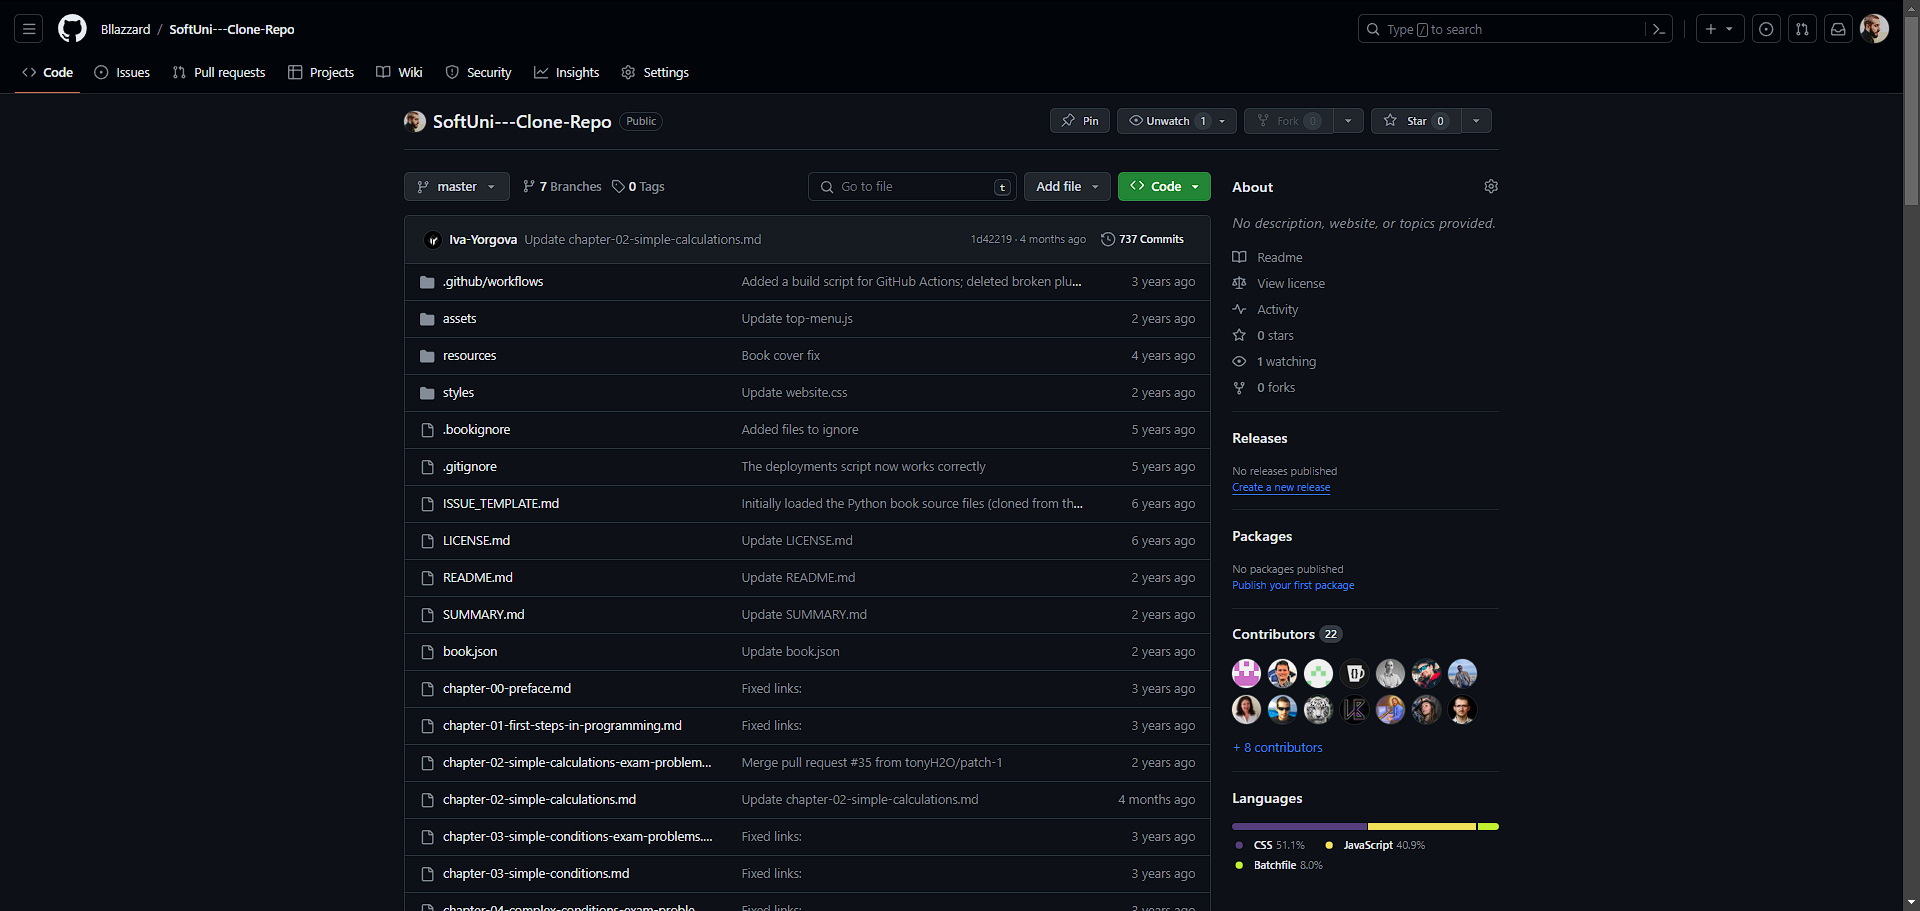 Bllazzard / SoftUni---Clone-Repo
Type / to search
Code Issues Pull requests Projects Wiki Security Insights Settings
SoftUni---Clone-Repo Public
Pin Unwatch 1 Fork 0 Star 0
master 7 Branches 0 Tags
Go to file t Add file Code
Iva-Yorgova Update chapter-02-simple-calculations.md 1d42219 · 4 months ago 737 Commits
.github/workflows Added a build script for GitHub Actions; deleted broken plu... 3 years ago
assets Update top-menu.js 2 years ago
resources Book cover fix 4 years ago
styles Update website.css 2 years ago
.bookignore Added files to ignore 5 years ago
.gitignore The deployments script now works correctly 5 years ago
ISSUE_TEMPLATE.md Initially loaded the Python book source files (cloned from th... 6 years ago
LICENSE.md Update LICENSE.md 6 years ago
README.md Update README.md 2 years ago
SUMMARY.md Update SUMMARY.md 2 years ago
book.json Update book.json 2 years ago
chapter-00-preface.md Fixed links: 3 years ago
chapter-01-first-steps-in-programming.md Fixed links: 3 years ago
chapter-02-simple-calculations-exam-problem... Merge pull request #35 from tonyH2O/patch-1 2 years ago
chapter-02-simple-calculations.md Update chapter-02-simple-calculations.md 4 months ago
chapter-03-simple-conditions-exam-problems.... Fixed links: 3 years ago
chapter-03-simple-conditions.md Fixed links: 3 years ago
chapter-04-complex-conditions-exam-proble... Fixed links: 3 years ago
About
No description, website, or topics provided.
Readme
View license
Activity
0 stars
1 watching
0 forks
Releases
No releases published
Create a new release
Packages
No packages published
Publish your first package
Contributors 22
+ 8 contributors
Languages
CSS 51.1% JavaScript 40.9%
Batchfile 8.0%